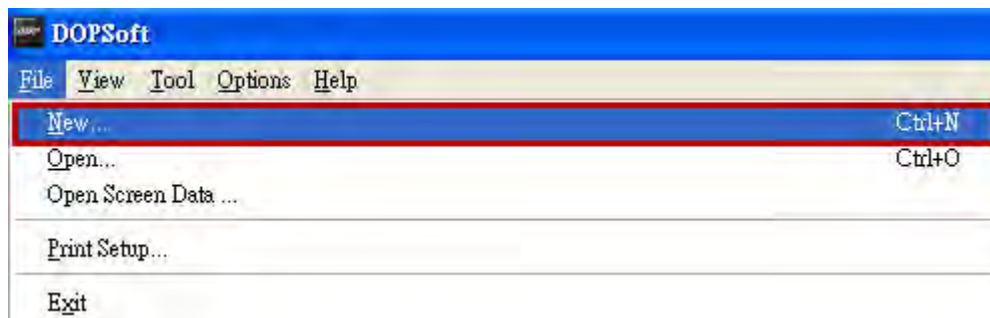 DOPSoft
File View Tool Options Help
New... Ctrl+N
Open... Ctrl+O
Open Screen Data ...
Print Setup...
Exit